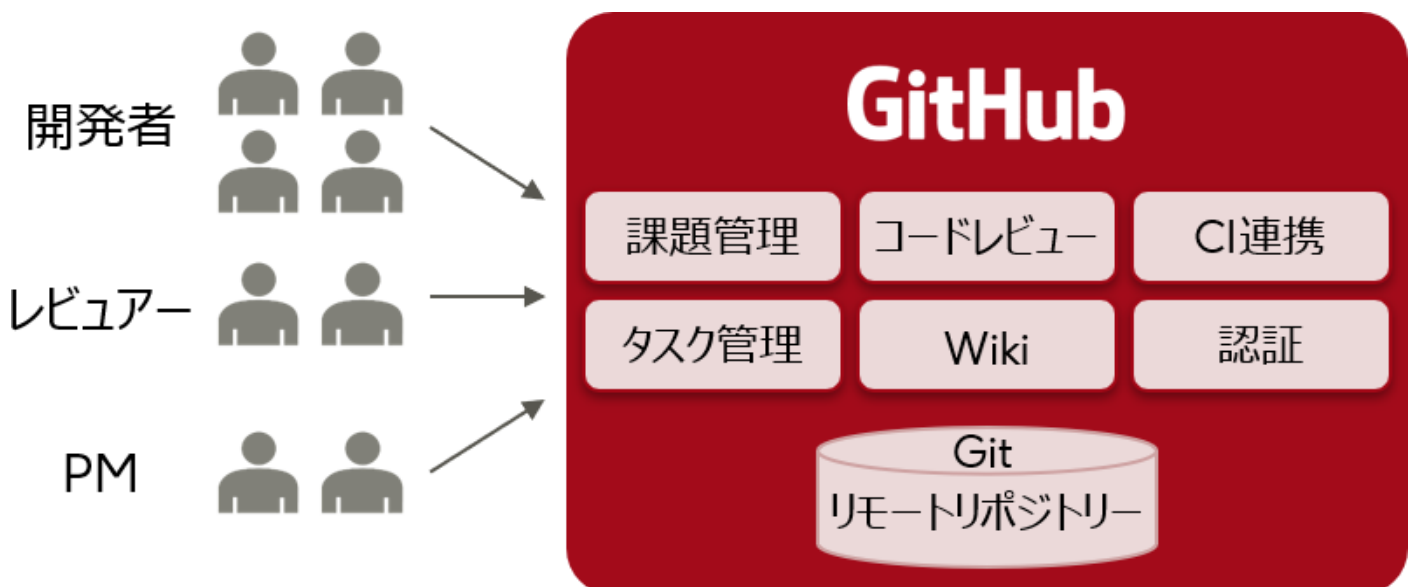 開発者
レビュアー
PM
GitHub
課題管理
コードレビュー
CI連携
タスク管理
Wiki
認証
Git
リモートリポジトリー